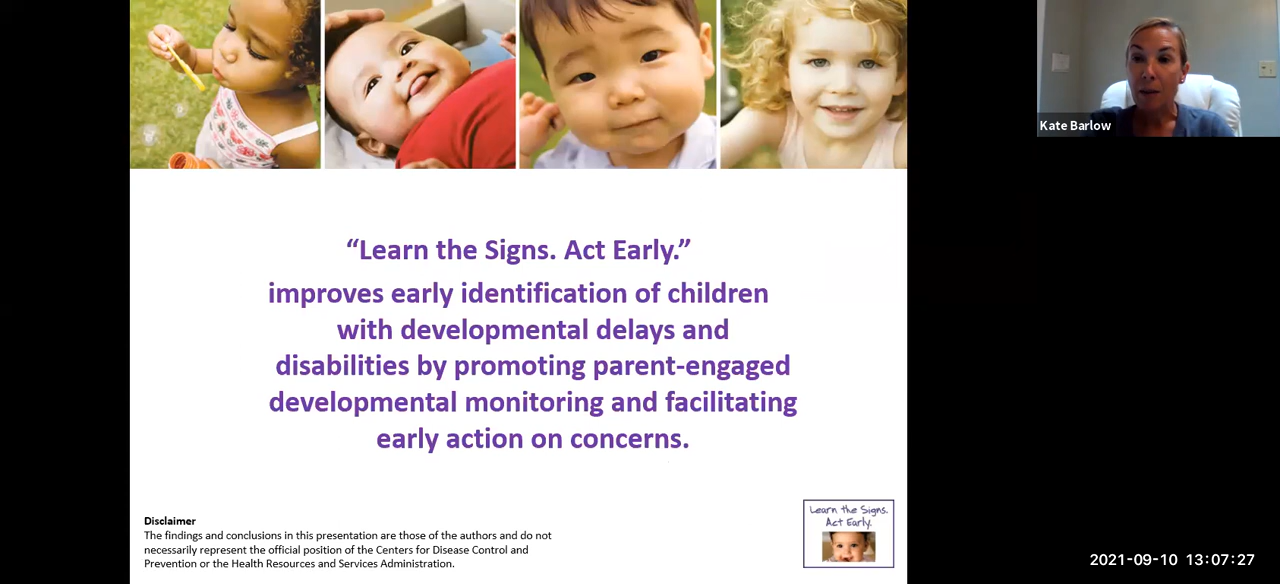 Kate Barlow
“Learn the Signs. Act Early.”
improves early identification of children
with developmental delays and
disabilities by promoting parent-engaged
developmental monitoring and facilitating
early action on concerns.
Disclaimer
The findings and conclusions in this presentation are those of the authors and do not
necessarily represent the official position of the Centers for Disease Control and
Prevention or the Health Resources and Services Administration.
Learn the Signs.
Act Early.
2021-09-10 13:07:27